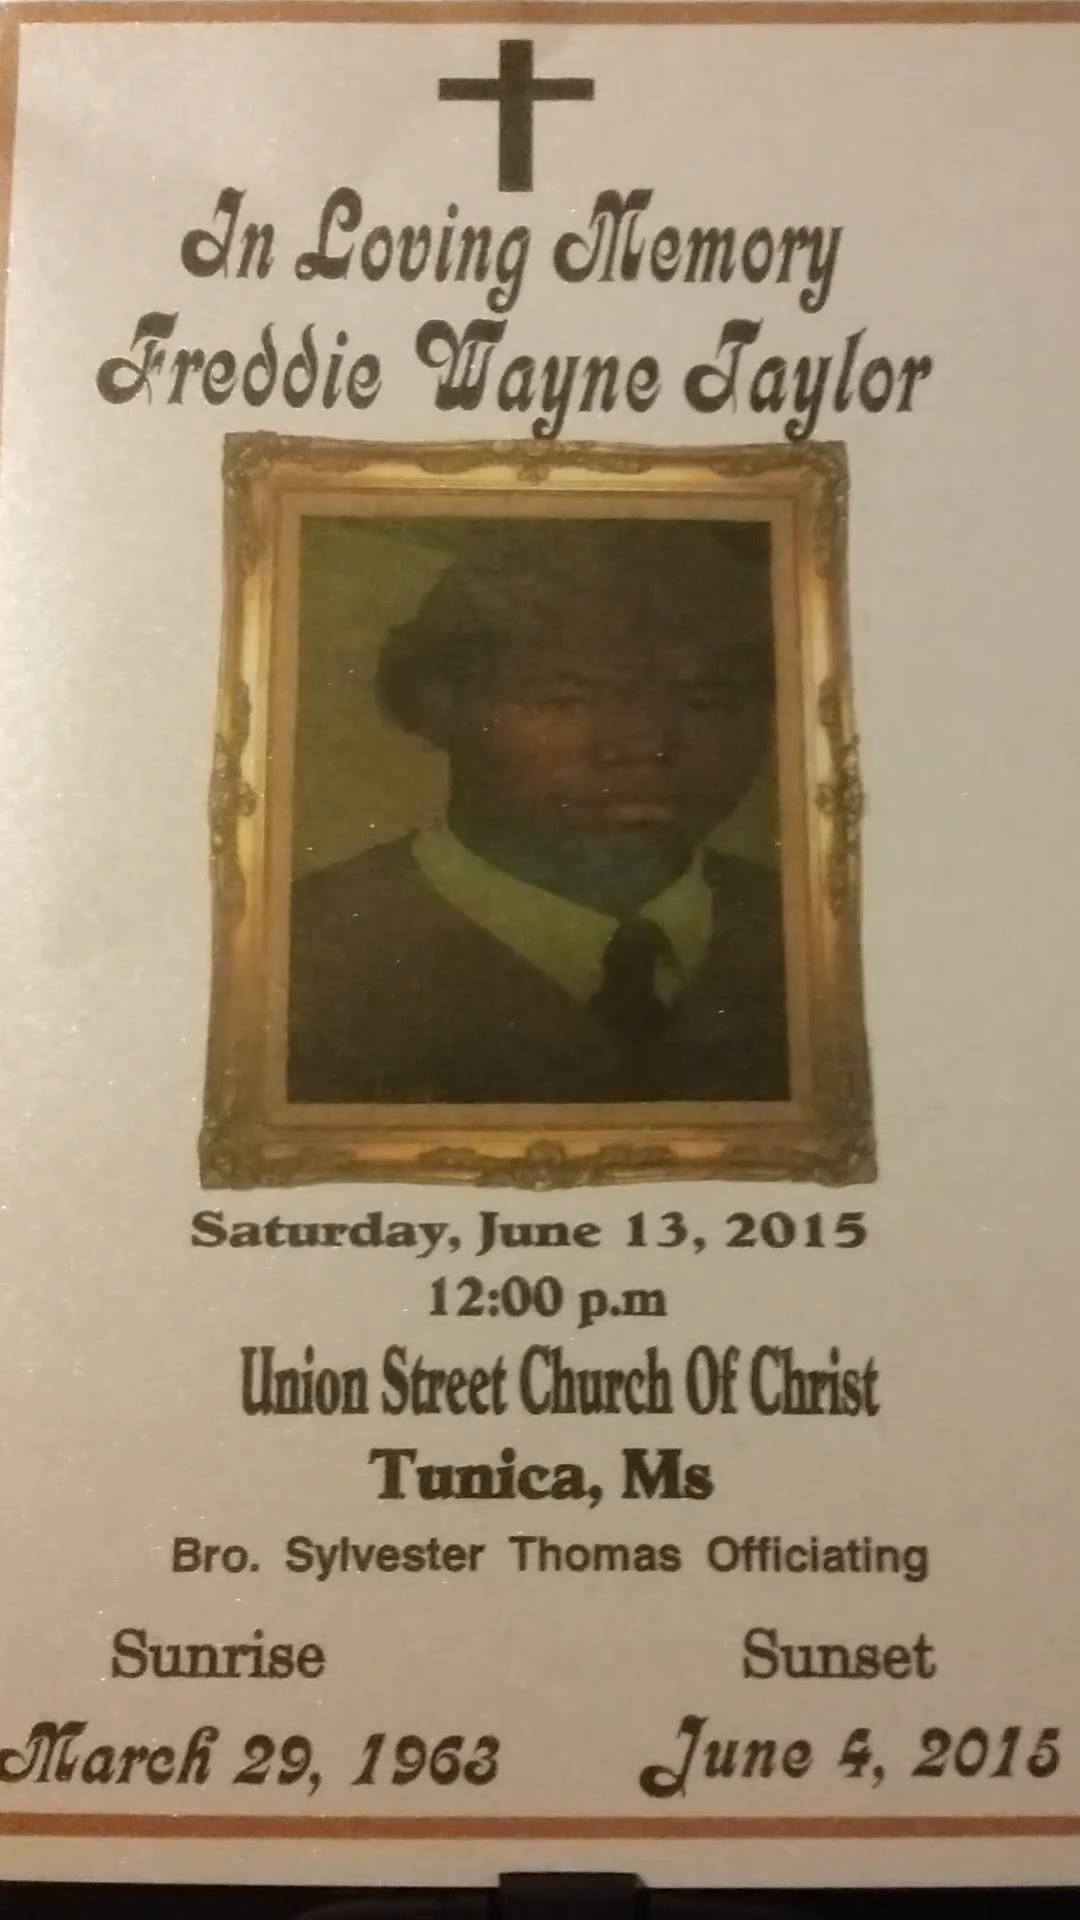 In Loving Memory
Freddie Wayne Taylor
Saturday, June 13, 2015
12:00 p.m
Union Street Church Of Christ
Tunica, Ms
Bro. Sylvester Thomas Officiating
Sunrise Sunset
March 29, 1963 June 4, 2015